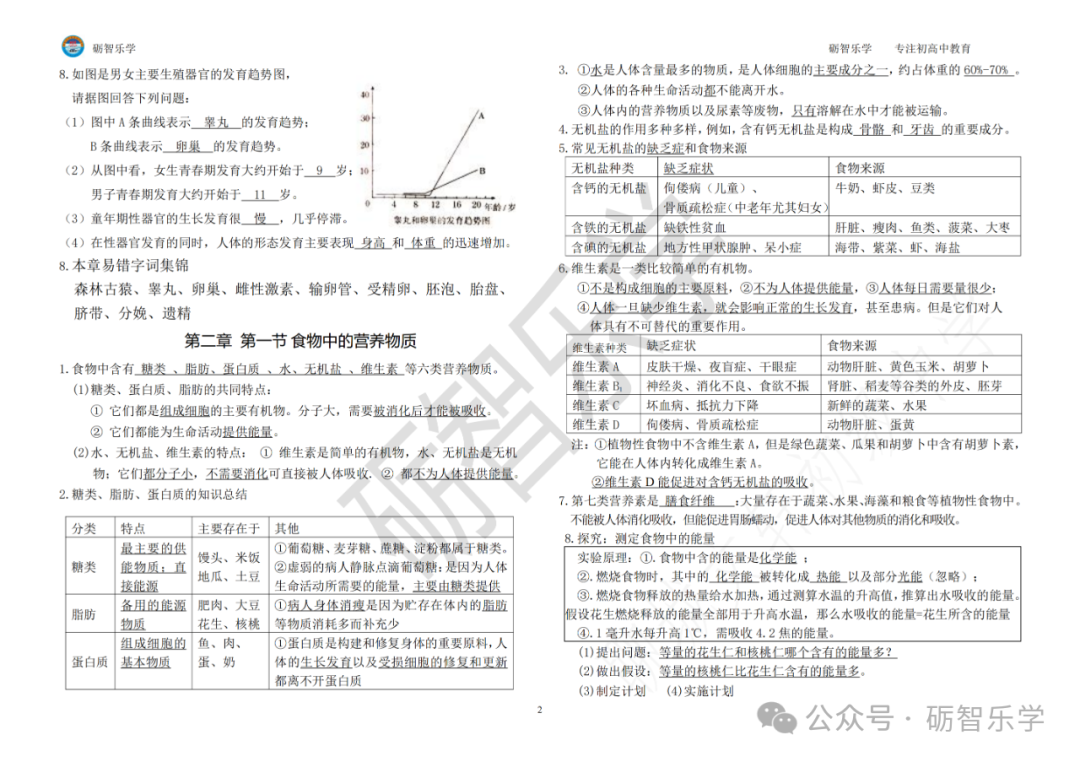 砺智乐学
8.如图是男女主要生殖器官的发育趋势图,
请据图回答下列问题:
(1)图中 A 条曲线表示 睾丸 的发育趋势;
B 条曲线表示 卵巢 的发育趋势。
(2)从图中看,女生青春期发育大约开始于 9 岁;
男子青春期发育大约开始于 11 岁。
(3)童年期性器官的生长发育很 慢 ,几乎停滞。
40
30
20
10
0 4 8 12 16 20 年龄/岁
A
B
睾丸和卵巢的发育趋势图
(4)在性器官发育的同时,人体的形态发育主要表现 身高 和 体重 的迅速增加。
8.本章易错字词集锦
森林古猿、睾丸、卵巢、雌性激素、输卵管、受精卵、胚泡、胎盘、
脐带、分娩、遗精
第二章 第一节 食物中的营养物质
1.食物中含有 糖类 、脂肪、蛋白质 、水、无机盐 、维生素 等六类营养物质。
(1)糖类、蛋白质、脂肪的共同特点:
① 它们都是组成细胞的主要有机物。分子大,需要被消化后才能被吸收。
② 它们都能为生命活动提供能量。
(2)水、无机盐、维生素的特点: ① 维生素是简单的有机物,水、无机盐是无机
物;它们都分子小,不需要消化可直接被人体吸收. ② 都不为人体提供能量。
2.糖类、脂肪、蛋白质的知识总结
分类 特点 主要存在于 其他
糖类 最主要的供能物质;直接能源 馒头、米饭 地瓜、土豆 ①葡萄糖、麦芽糖、蔗糖、淀粉都属于糖类。
②虚弱的病人静脉点滴葡萄糖:是因为人体
生命活动所需要的能量,主要由糖类提供
脂肪 备用的能源物质 肥肉、大豆 花生、核桃 ①病人身体消瘦是因为贮存在体内的脂肪
等物质消耗多而补充少
蛋白质 组成细胞的基本物质 鱼、肉、蛋、奶 ①蛋白质是构建和修复身体的重要原料,人
体的生长发育以及受损细胞的修复和更新
都离不开蛋白质
砺智乐学 专注初高中教育
3. ①水是人体含量最多的物质,是人体细胞的主要成分之一,约占体重的 60%-70% 。
②人体的各种生命活动都不能离开水。
③人体内的营养物质以及尿素等废物,只有溶解在水中才能被运输。
4.无机盐的作用多种多样,例如,含有钙无机盐是构成 骨骼 和 牙齿 的重要成分。
5.常见无机盐的缺乏症和食物来源
无机盐种类 缺乏症状 食物来源
含钙的无机盐 佝偻病(儿童)、 牛奶、虾皮、豆类
骨质疏松症(中老年尤其妇女)
含铁的无机盐 缺铁性贫血 肝脏、瘦肉、鱼类、菠菜、大枣
含碘的无机盐 地方性甲状腺肿、呆小症 海带、紫菜、虾、海盐
6.维生素是一类比较简单的有机物。
①不是构成细胞的主要原料,②不为人体提供能量,③人体每日需要量很少;
④人体一旦缺少维生素,就会影响正常的生长发育,甚至患病。但是它们对人
体具有不可替代的重要作用。
维生素种类 缺乏症状 食物来源
维生素 A 皮肤干燥、夜盲症、干眼症 动物肝脏、黄色玉米、胡萝卜
维生素 B₁ 神经炎、消化不良、食欲不振 肾脏、稻麦等谷类的外皮、胚芽
维生素 C 坏血病、抵抗力下降 新鲜的蔬菜、水果
维生素 D 佝偻病、骨质疏松症 动物肝脏、蛋黄
注:①植物性食物中不含维生素 A,但是绿色蔬菜、瓜果和胡萝卜中含有胡萝卜素,
它能在人体内转化成维生素 A。
②维生素 D 能促进对含钙无机盐的吸收。
7.第七类营养素是 膳食纤维 :大量存在于蔬菜、水果、海藻和粮食等植物性食物中。
不能被人体消化吸收,但能促进胃肠蠕动,促进人体对其他物质的消化和吸收。
8.探究:测定食物中的能量
实验原理:①.食物中含的能量是化学能 ;
②.燃烧食物时,其中的 化学能 被转化成 热能 以及部分光能(忽略);
③.燃烧食物释放的热量给水加热,通过测算水温的升高值,推算出水吸收的能量。
假设花生燃烧释放的能量全部用于升高水温,那么水吸收的能量=花生所含的能量
④.1 毫升水每升高 1℃,需吸收 4.2 焦的能量。
(1)提出问题:等量的花生仁和核桃仁哪个含有的能量多?
(2)做出假设:等量的核桃仁比花生仁含有的能量多。
(3)制定计划 (4)实施计划
2
砺智乐学
公众号 · 砺智乐学